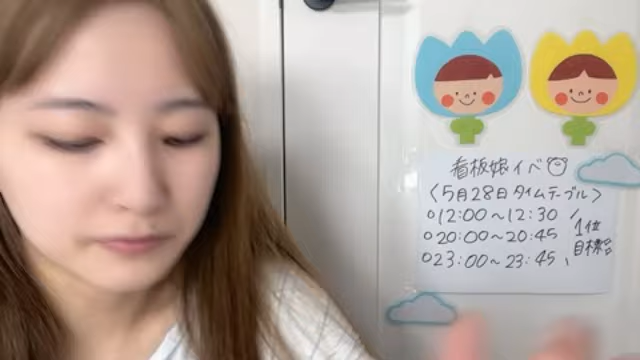 看板娘イベ
〈5月28日タイムテーブル〉
○12:00～12:30
○20:00～20:45
○23:00～23:45
1位
目標